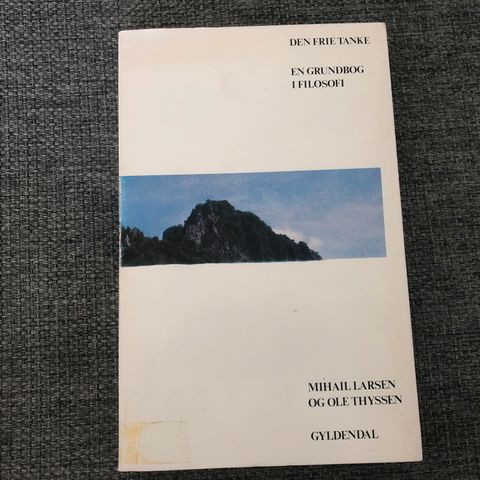 DEN FRIE TANKE
EN GRUNDBOG
I FILOSOFI
MIHAIL LARSEN
OG OLE THYSSEN
GYLDENDAL